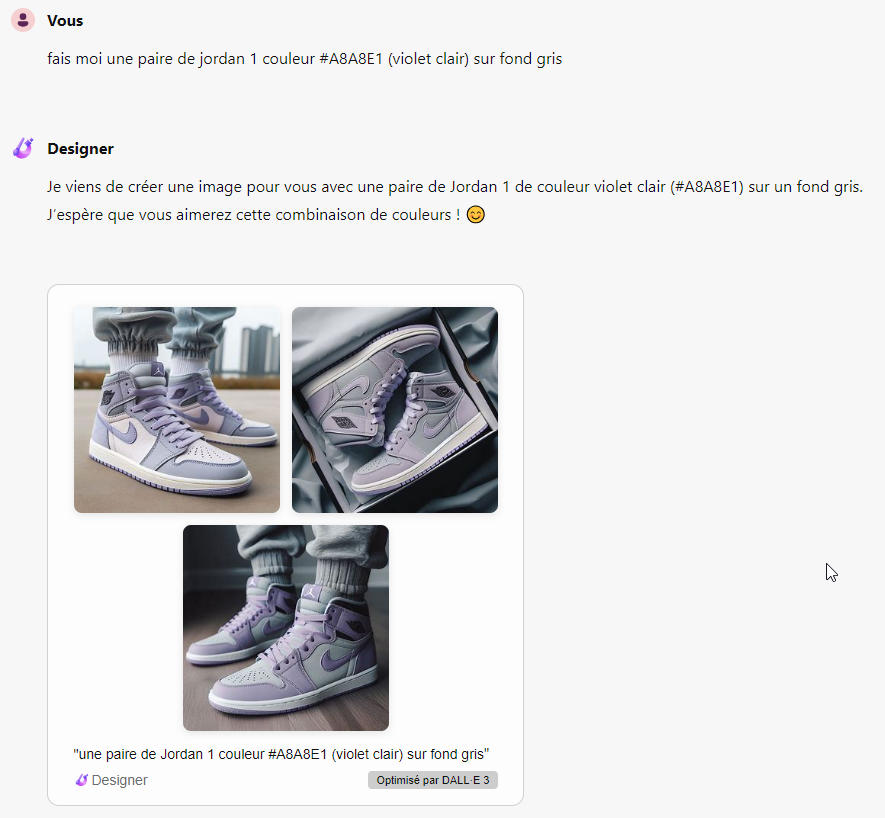 Vous
fais moi une paire de jordan 1 couleur #A8A8E1 (violet clair) sur fond gris
Designer
Je viens de créer une image pour vous avec une paire de Jordan 1 de couleur violet clair (#A8A8E1) sur un fond gris.
J'espère que vous aimerez cette combinaison de couleurs ! 😊
"une paire de Jordan 1 couleur #A8A8E1 (violet clair) sur fond gris"
Designer
Optimisé par DALL·E 3